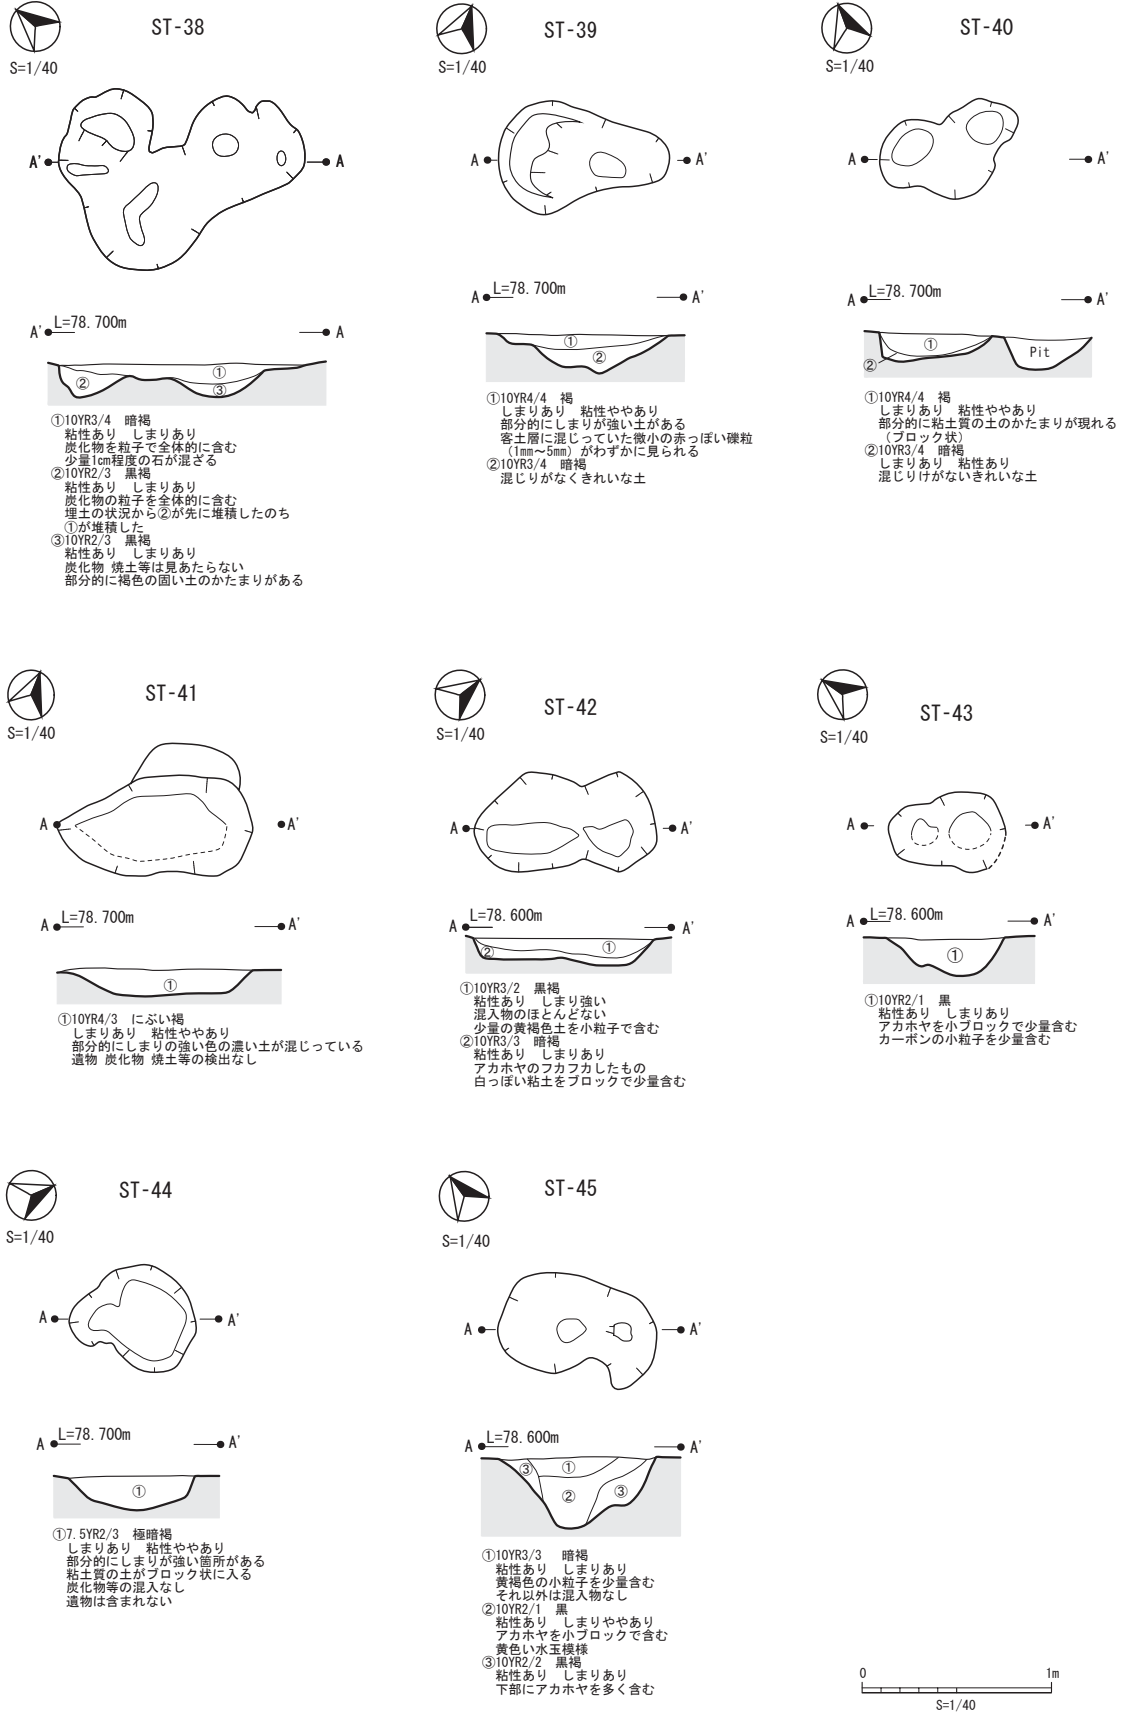 ST-38
S=1/40
A'
A
A' L=78.700m A
①
②
③
①10YR3/4 暗褐
粘性あり しまりあり
炭化物を粒子で全体的に含む
少量1cm程度の石が混ざる
②10YR2/3 黒褐
粘性あり しまりあり
炭化物の粒子を全体的に含む
埋土の状況から②が先に堆積したのち
①が堆積した
③10YR2/3 黒褐
粘性あり しまりあり
炭化物 焼土等は見あたらない
部分的に褐色の固い土のかたまりがある
ST-39
S=1/40
A
A'
A L=78.700m A'
①
②
①10YR4/4 褐
しまりあり 粘性ややあり
部分的にしまりが強い土がある
客土層に混じっていた微小の赤っぽい礫粒
（1mm～5mm）がわずかに見られる
②10YR3/4 暗褐
混じりがなくきれいな土
ST-40
S=1/40
A
A'
A L=78.700m A'
①
Pit
②
①10YR4/4 褐
しまりあり 粘性ややあり
部分的に粘土質の土のかたまりが現れる
（ブロック状）
②10YR3/4 暗褐
しまりあり 粘性あり
混じりけがないきれいな土
ST-41
S=1/40
A
A'
A L=78.700m A'
①
①10YR4/3 にぶい褐
しまりあり 粘性ややあり
部分的にしまりの強い色の濃い土が混じっている
遺物 炭化物 焼土等の検出なし
ST-42
S=1/40
A
A'
A L=78.600m A'
①
②
①10YR3/2 黒褐
粘性あり しまり強い
混入物のほとんどない
少量の黄褐色土を小粒子で含む
②10YR3/3 暗褐
粘性あり しまりあり
アカホヤのフカフカしたもの
白っぽい粘土をブロックで少量含む
ST-43
S=1/40
A
A'
A L=78.600m A'
①
①10YR2/1 黒
粘性あり しまりあり
アカホヤを小ブロックで少量含む
カーボンの小粒子を少量含む
ST-44
S=1/40
A
A'
A L=78.700m A'
①
①7.5YR2/3 極暗褐
しまりあり 粘性ややあり
部分的にしまりが強い箇所がある
粘土質の土がブロック状に入る
炭化物等の混入なし
遺物は含まれない
ST-45
S=1/40
A
A'
A L=78.600m A'
③
①
②
③
①10YR3/3 暗褐
粘性あり しまりあり
黄褐色の小粒子を少量含む
それ以外は混入物なし
②10YR2/1 黒
粘性あり しまりややあり
アカホヤを小ブロックで含む
黄色い水玉模様
③10YR2/2 黒褐
粘性あり しまりあり
下部にアカホヤを多く含む
0 1m
S=1/40